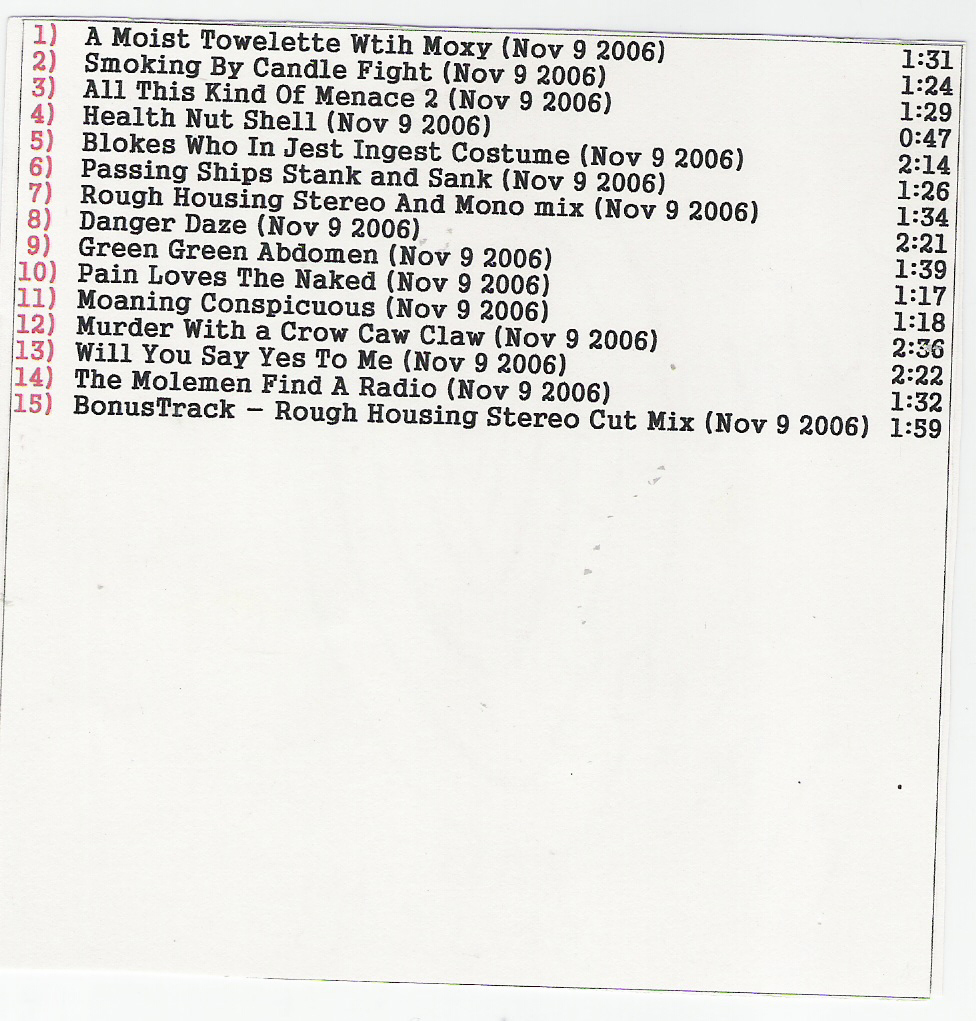 1) A Moist Towelette Wtih Moxy (Nov 9 2006) 1:31
2) Smoking By Candle Fight (Nov 9 2006) 1:24
3) All This Kind Of Menace 2 (Nov 9 2006) 1:29
4) Health Nut Shell (Nov 9 2006) 0:47
5) Blokes Who In Jest Ingest Costume (Nov 9 2006) 2:14
6) Passing Ships Stank and Sank (Nov 9 2006) 1:26
7) Rough Housing Stereo And Mono mix (Nov 9 2006) 1:34
8) Danger Daze (Nov 9 2006) 2:21
9) Green Green Abdomen (Nov 9 2006) 1:39
10) Pain Loves The Naked (Nov 9 2006) 1:17
11) Moaning Conspicuous (Nov 9 2006) 1:18
12) Murder With a Crow Caw Claw (Nov 9 2006) 2:36
13) Will You Say Yes To Me (Nov 9 2006) 2:22
14) The Molemen Find A Radio (Nov 9 2006) 1:32
15) BonusTrack – Rough Housing Stereo Cut Mix (Nov 9 2006) 1:59